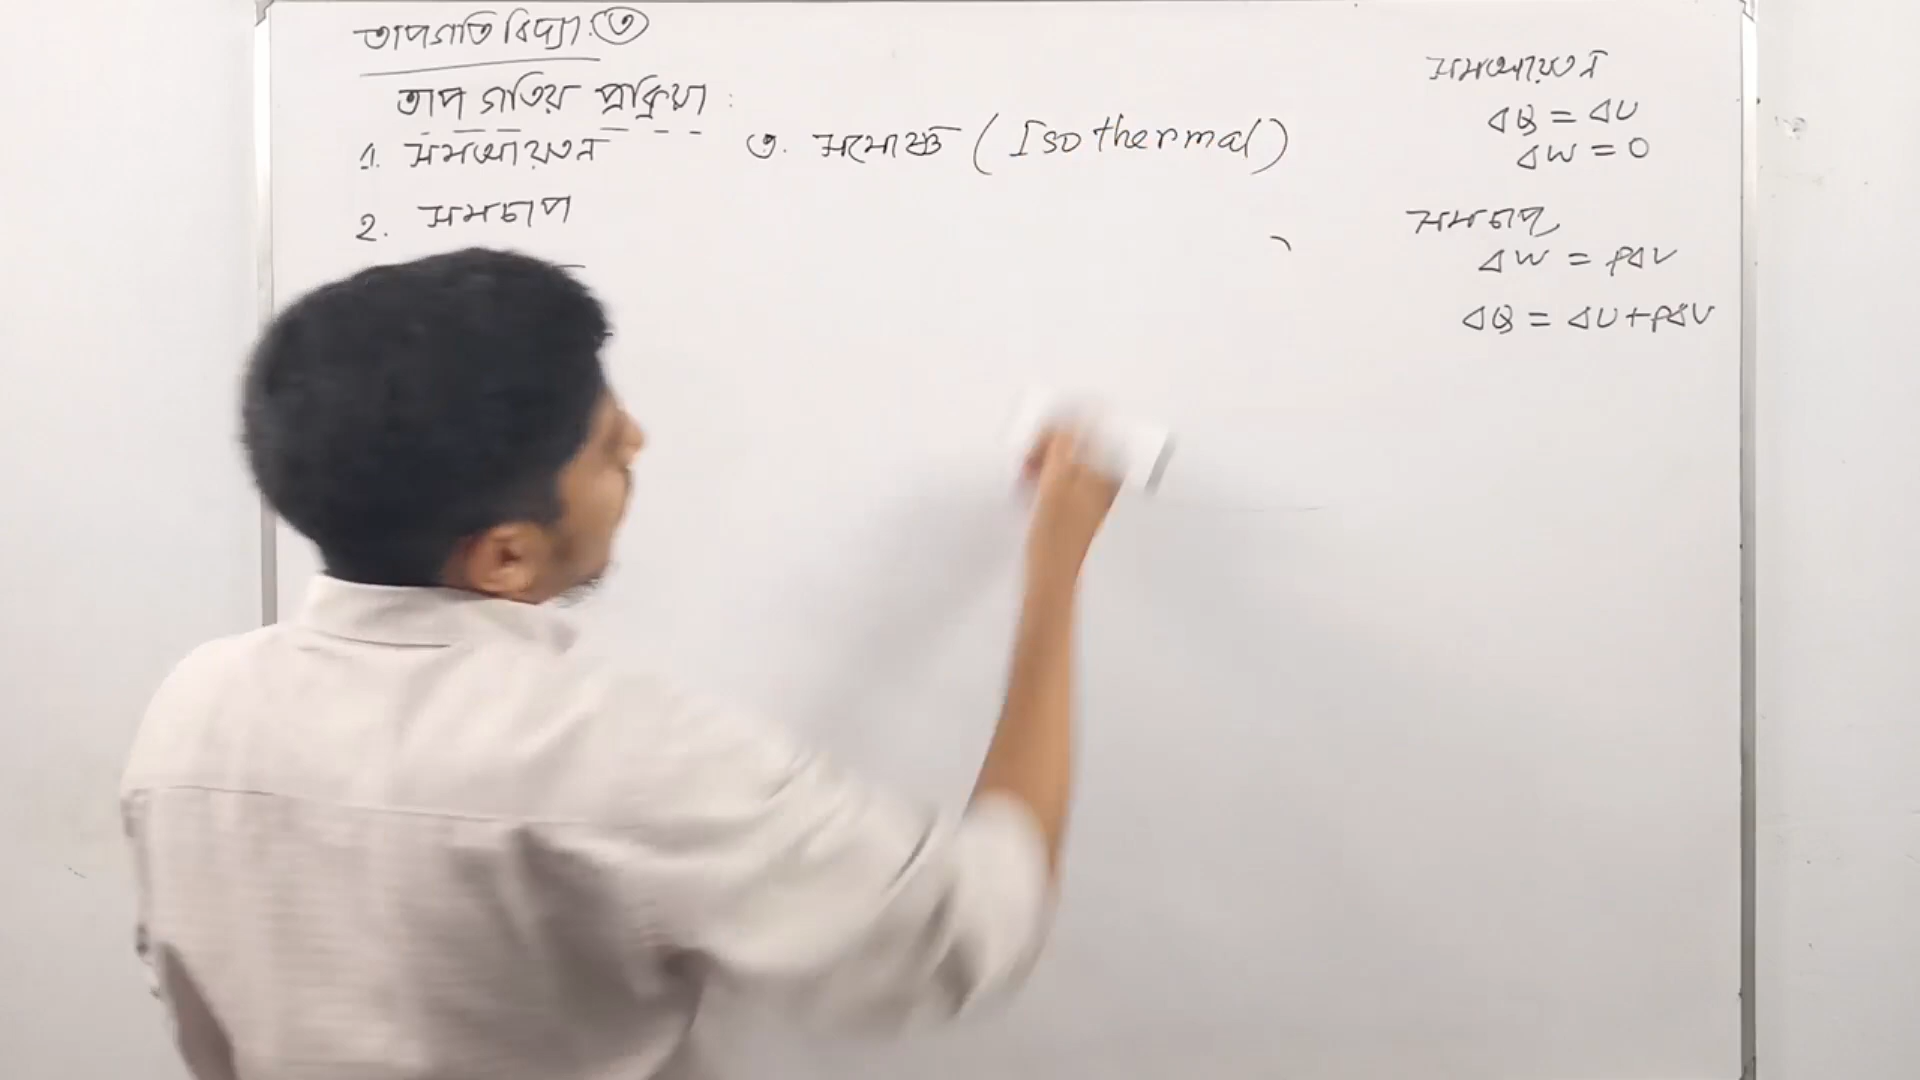 তাপগতি বিদ্যা: ৩
তাপ গতিয় প্রক্রিয়া :
1. সমআয়তন
2. সমচাপ
৩. সমোষ্ণ (Isothermal)
সমআয়তন
ΔQ = ΔU
ΔW = 0
সমচাপ
ΔW = PΔV
ΔQ = ΔU+PΔV